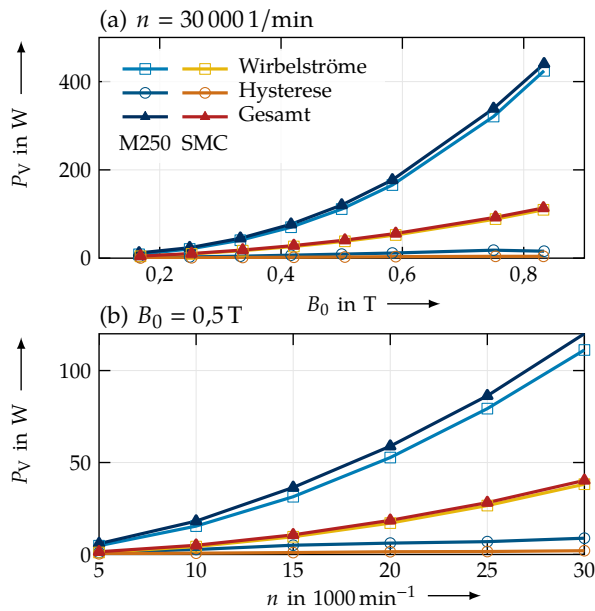 (a) n = 30 000 1/min
P_V in W
400
200
0
Wirbelströme
Hysterese
Gesamt
M250 SMC
0,2 0,4 0,6 0,8
B_0 in T
(b) B_0 = 0,5 T
P_V in W
100
50
0
5 10 15 20 25 30
n in 1000 min⁻¹